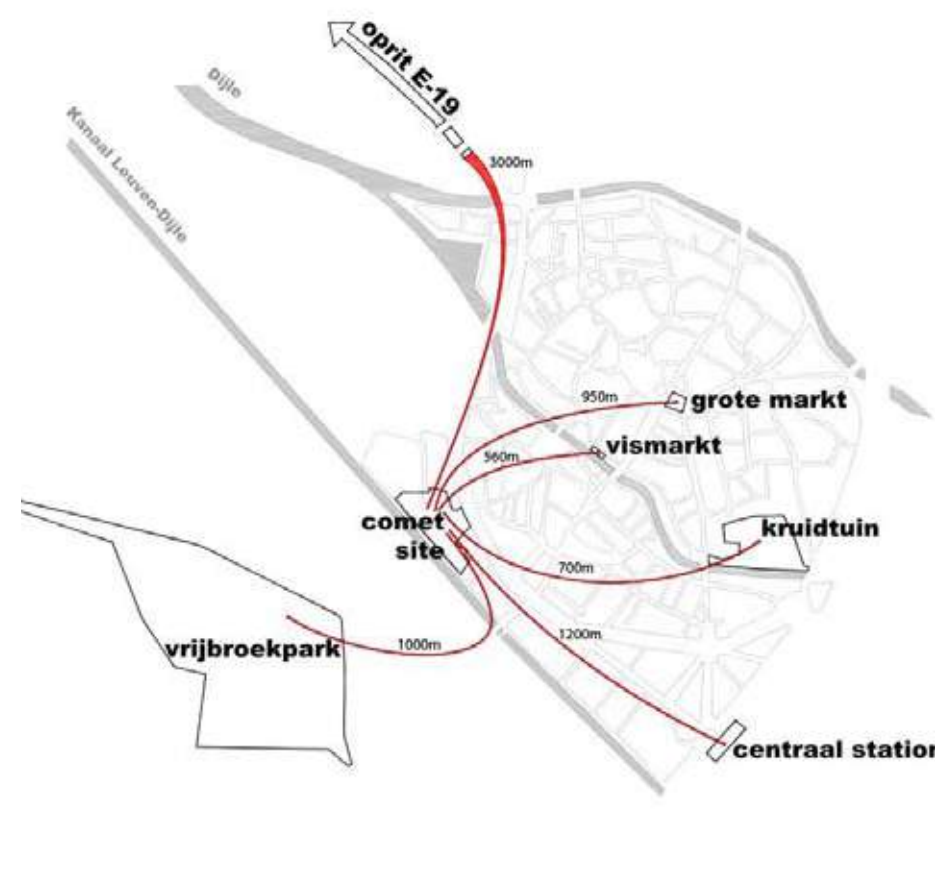 oprit E-19
Dijle
Kanaal Leuven-Dijle
3000m
950m
grote markt
560m
vismarkt
comet
site
kruidtuin
700m
1200m
vrijbroekpark
1000m
centraal station